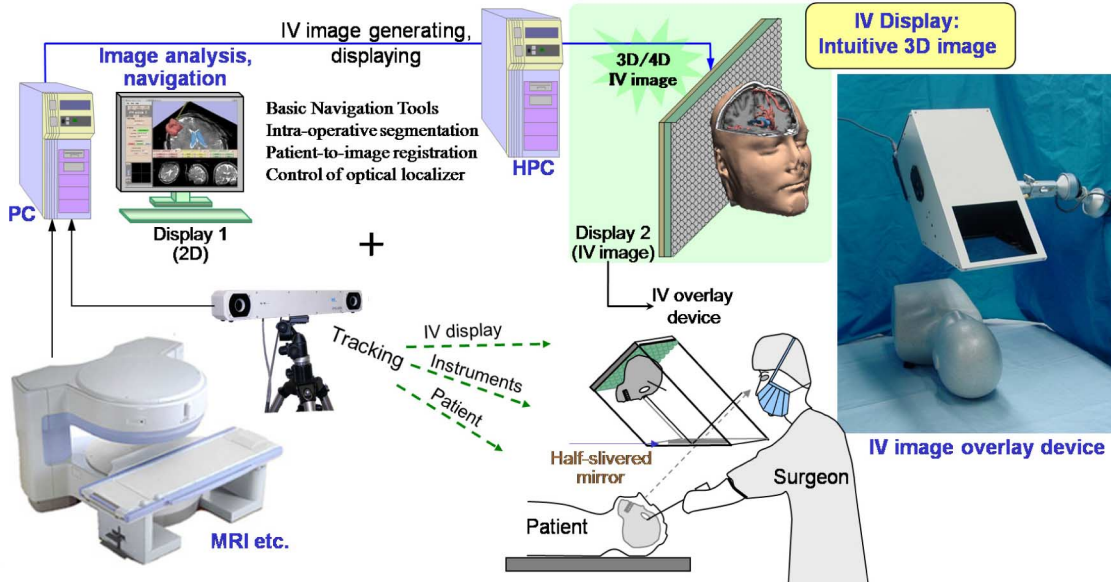 IV image generating,
displaying
Image analysis,
navigation
Basic Navigation Tools
Intra-operative segmentation
Patient-to-image registration
Control of optical localizer
PC
HPC
Display 1
(2D)
+
3D/4D
IV image
IV Display:
Intuitive 3D image
Display 2
(IV image)
IV overlay
device
Tracking
IV display
Instruments
Patient
Half-slivered
mirror
Surgeon
Patient
MRI etc.
IV image overlay device